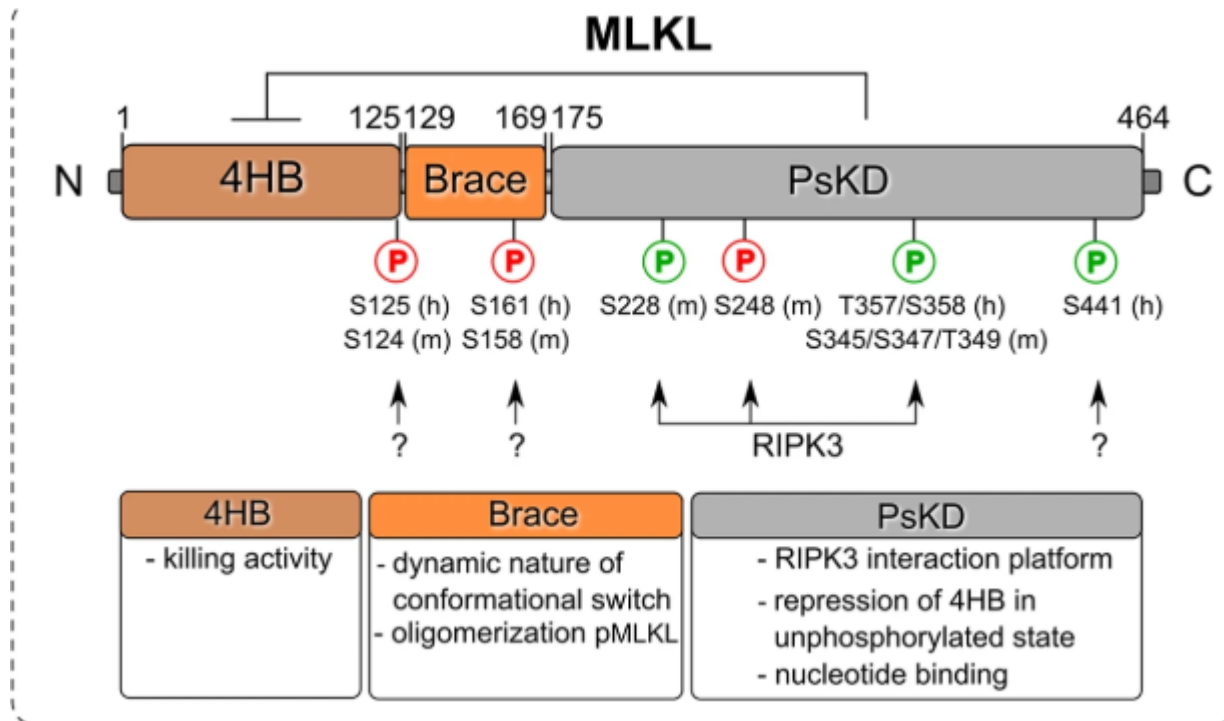 MLKL
1 125 129 169 175 464
N 4HB Brace PsKD C
P P P P P P
S125 (h) S161 (h) S228 (m) S248 (m) T357/S358 (h) S441 (h)
S124 (m) S158 (m) S345/S347/T349 (m)
? ? RIPK3 ?
4HB
- killing activity
Brace
- dynamic nature of
conformational switch
- oligomerization pMLKL
PsKD
- RIPK3 interaction platform
- repression of 4HB in
unphosphorylated state
- nucleotide binding